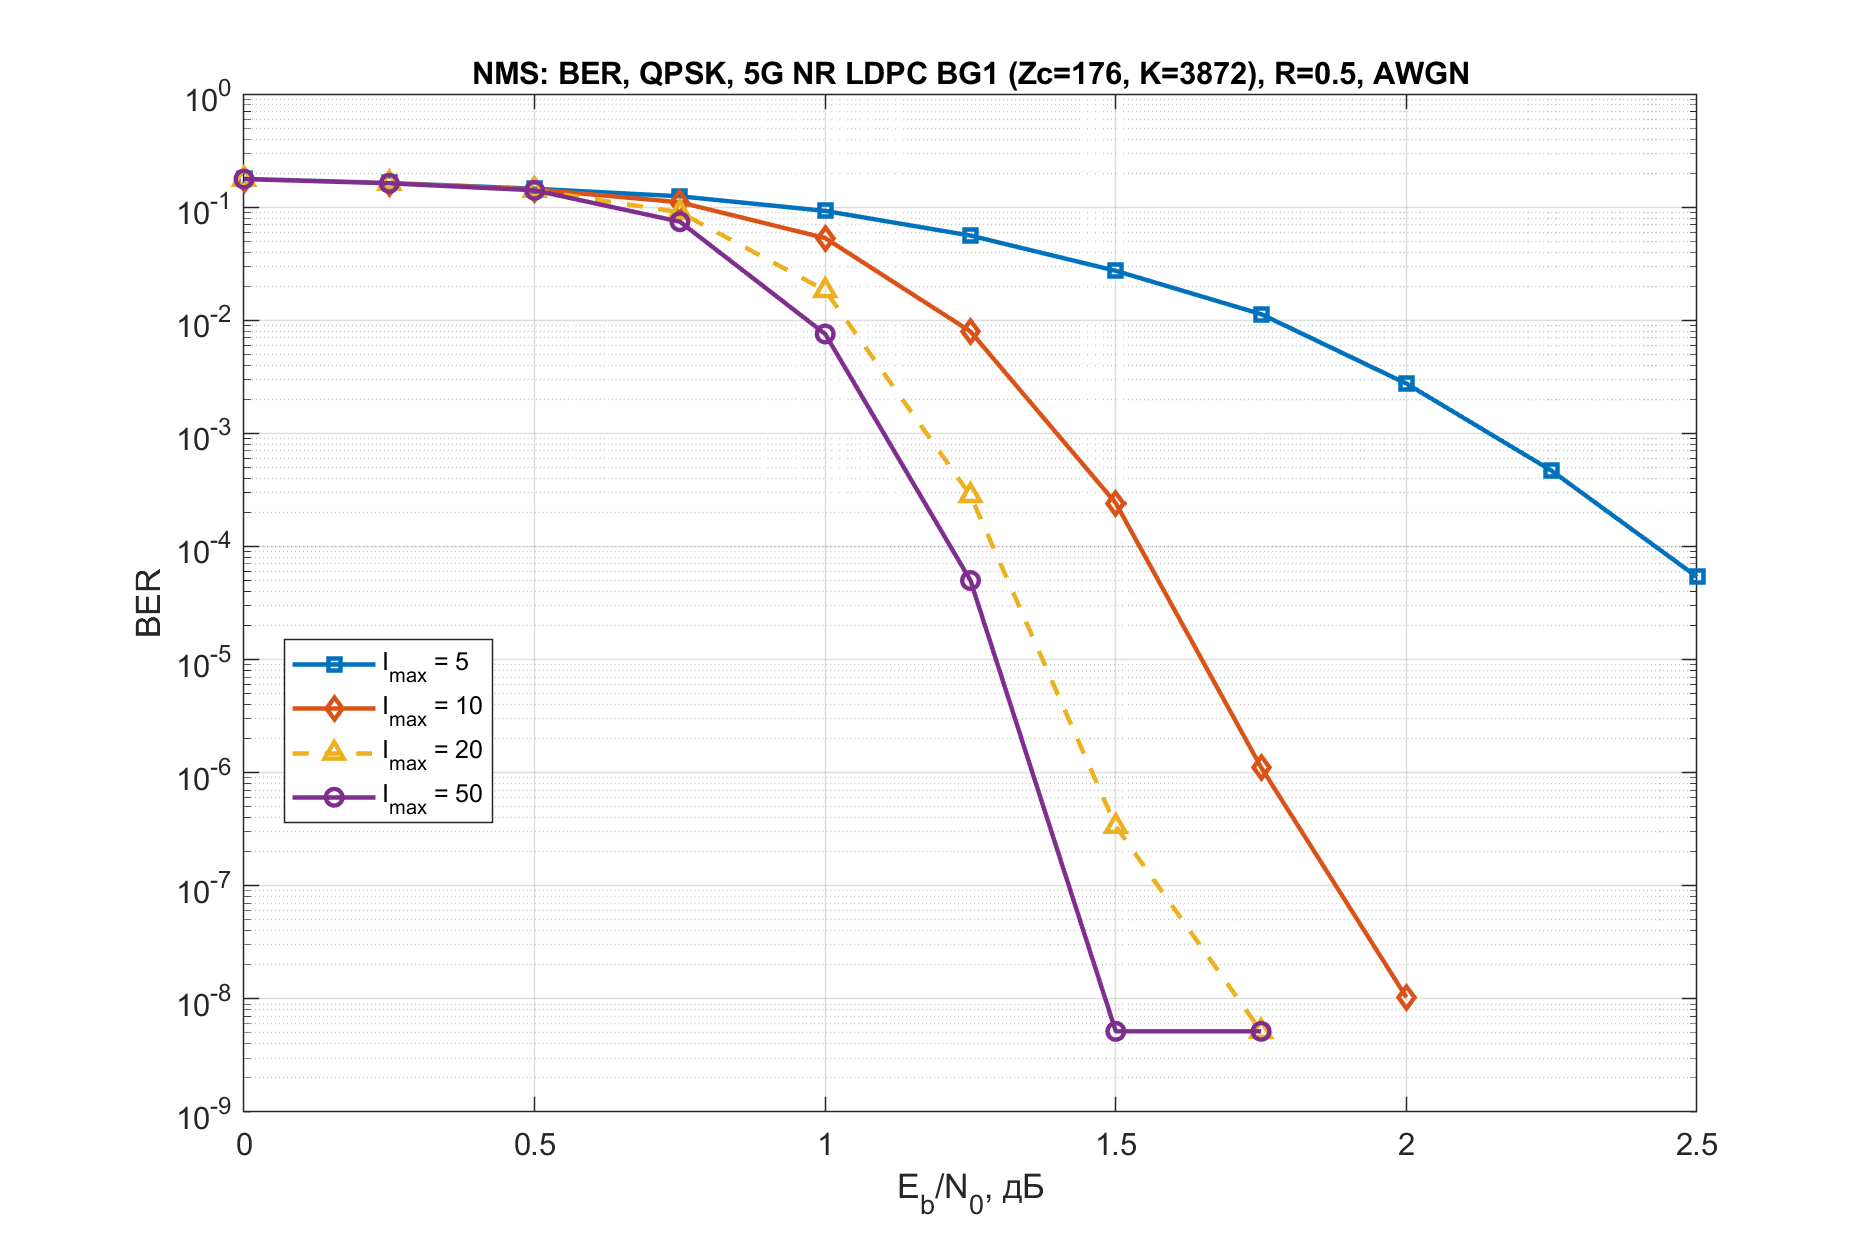 NMS: BER, QPSK, 5G NR LDPC BG1 (Zc=176, K=3872), R=0.5, AWGN
10^0
10^-1
10^-2
10^-3
10^-4
10^-5
10^-6
10^-7
10^-8
10^-9
BER
I_max = 5
I_max = 10
I_max = 20
I_max = 50
0 0.5 1 1.5 2 2.5
E_b/N_0, дБ